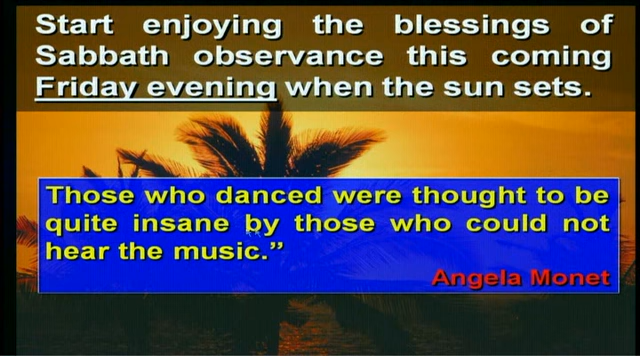 Start enjoying the blessings of
Sabbath observance this coming
Friday evening when the sun sets.
Those who danced were thought to be
quite insane by those who could not
hear the music.”
Angela Monet